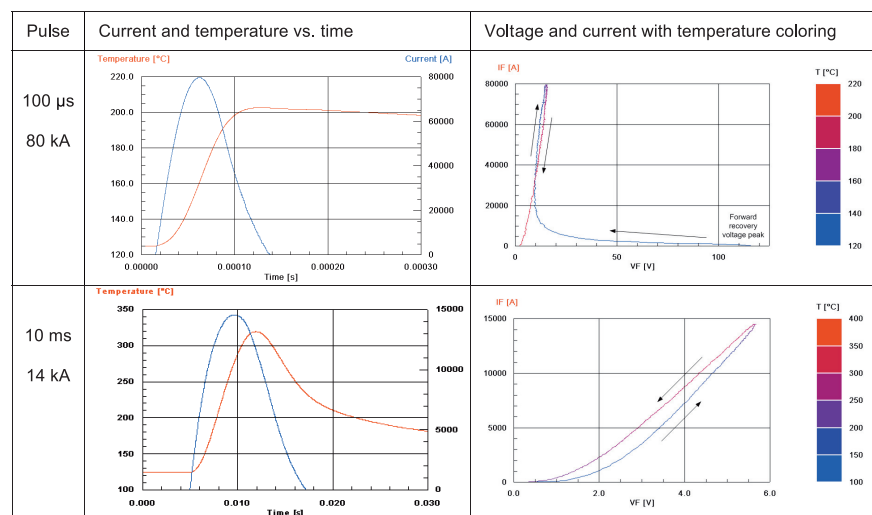 Pulse Current and temperature vs. time Voltage and current with temperature coloring
100 µs
80 kA
Temperature [°C] Current [A]
220.0 80000
200.0 60000
180.0
160.0 40000
140.0 20000
120.0 0
0.00000 0.00010 0.00020 0.00030
Time [s]
IF [A]
80000
60000
40000
20000
0
0 50 100
VF [V]
Forward
recovery
voltage peak
T [°C]
220
200
180
160
140
120
10 ms
14 kA
Temperature [°C]
350 15000
300
250 10000
200 5000
150
100 0
0.000 0.010 0.020 0.030
Time [s]
IF [A]
15000
10000
5000
0
0.0 2.0 4.0 6.0
VF [V]
T [°C]
400
350
300
250
200
150
100